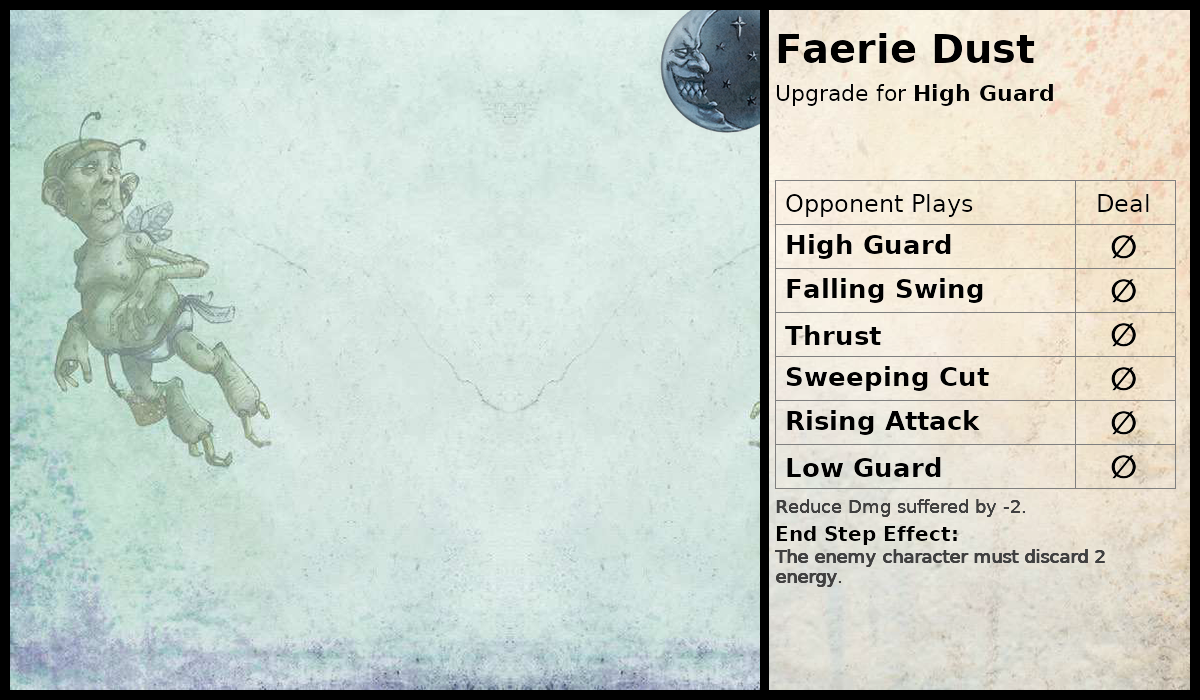 Faerie Dust
Upgrade for High Guard
Opponent Plays Deal
High Guard ∅
Falling Swing ∅
Thrust ∅
Sweeping Cut ∅
Rising Attack ∅
Low Guard ∅
Reduce Dmg suffered by -2.
End Step Effect:
The enemy character must discard 2
energy.